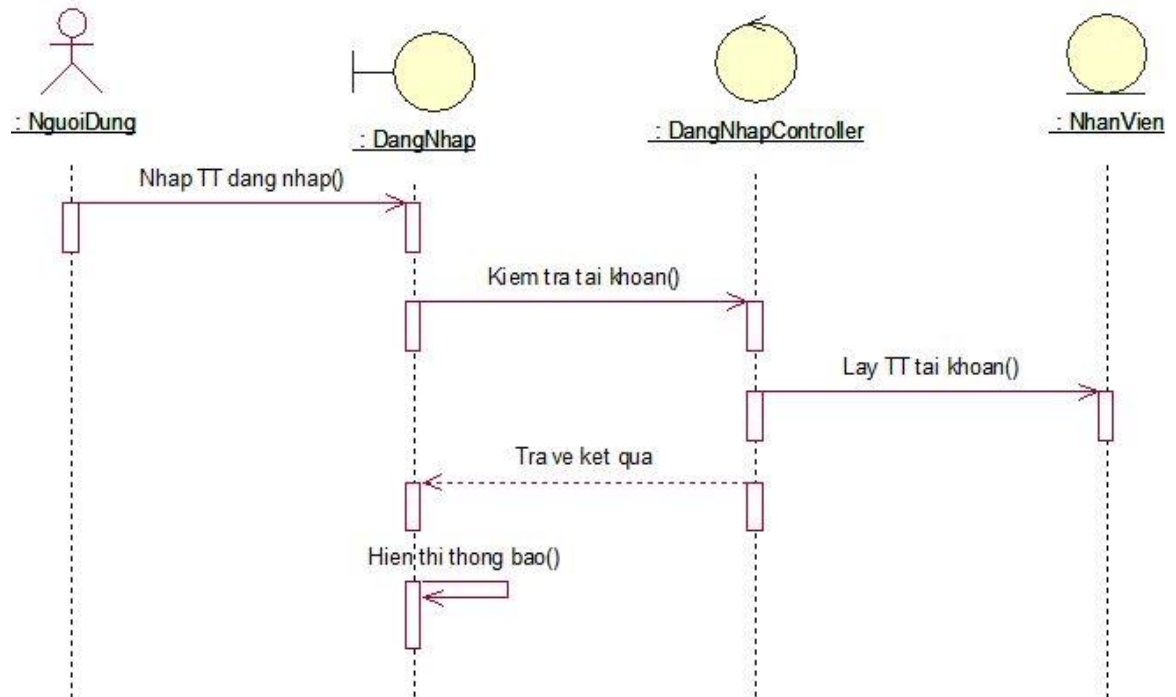 : NguoiDung
: DangNhap
: DangNhapController
: NhanVien
Nhap TT dang nhap()
Kiem tra tai khoan()
Lay TT tai khoan()
Tra ve ket qua
Hien thi thong bao()